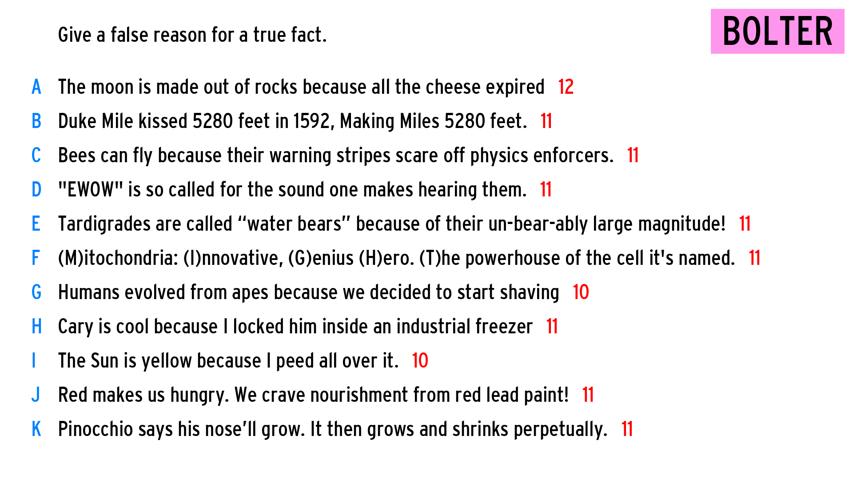 Give a false reason for a true fact.
BOLTER
A The moon is made out of rocks because all the cheese expired 12
B Duke Mile kissed 5280 feet in 1592, Making Miles 5280 feet. 11
C Bees can fly because their warning stripes scare off physics enforcers. 11
D "EWOW" is so called for the sound one makes hearing them. 11
E Tardigrades are called “water bears” because of their un-bear-ably large magnitude! 11
F (M)itochondria: (I)nnovative, (G)enius (H)ero. (T)he powerhouse of the cell it's named. 11
G Humans evolved from apes because we decided to start shaving 10
H Cary is cool because I locked him inside an industrial freezer 11
I The Sun is yellow because I peed all over it. 10
J Red makes us hungry. We crave nourishment from red lead paint! 11
K Pinocchio says his nose’ll grow. It then grows and shrinks perpetually. 11